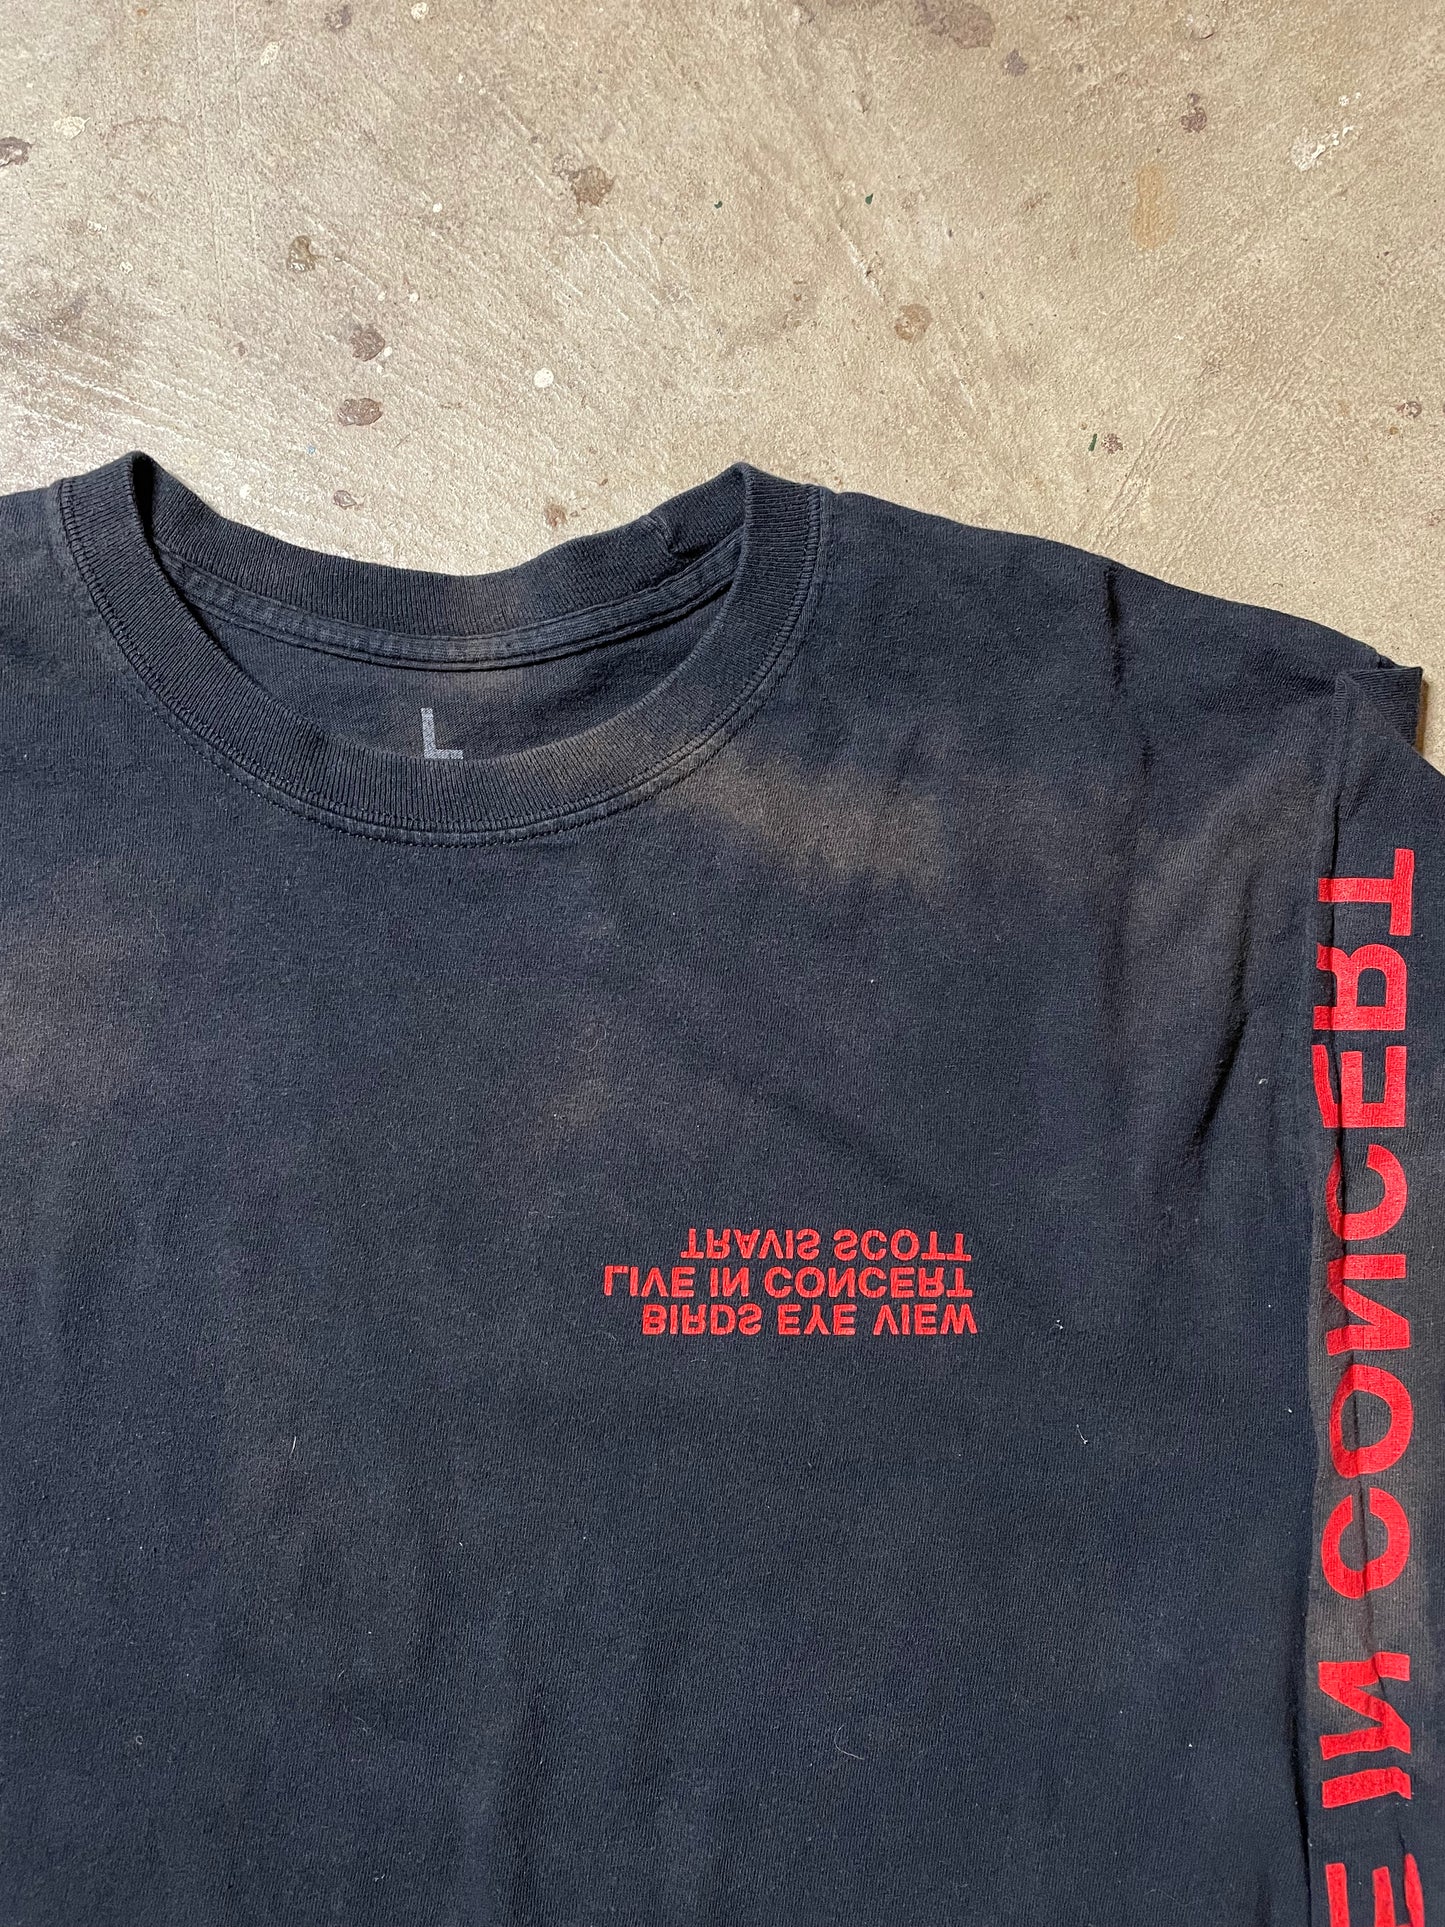 L
TRAVIS SCOTT
LIVE IN CONCERT
BIRDS EYE VIEW
E IN CONCERT